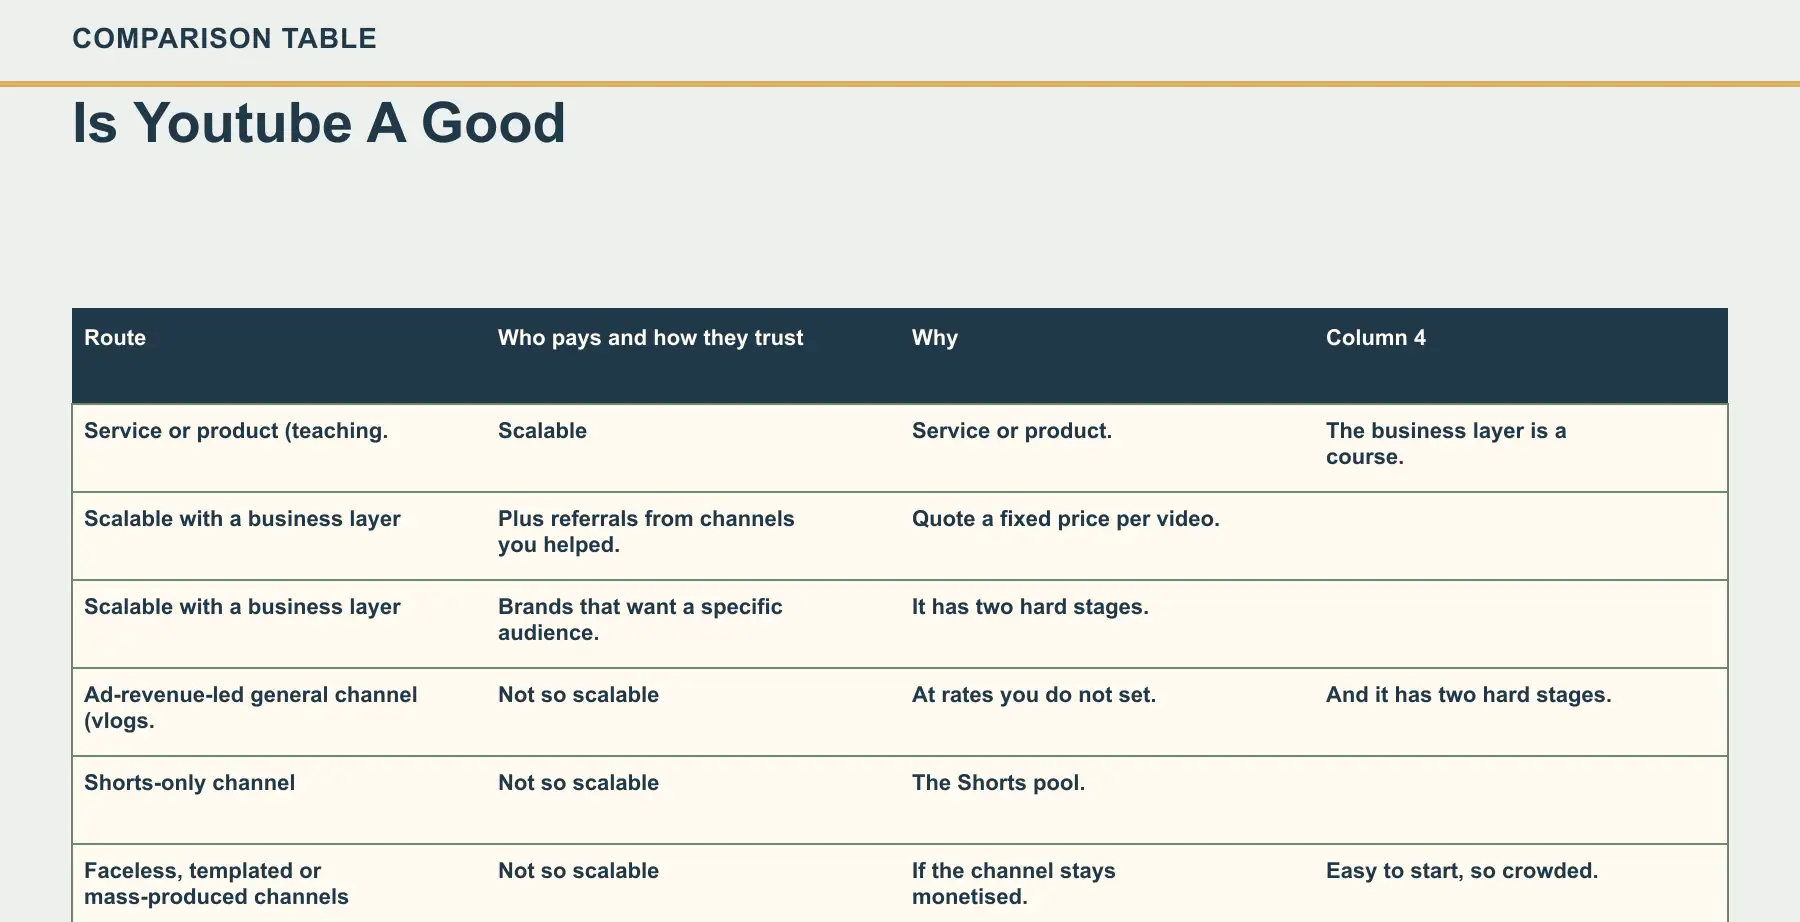 COMPARISON TABLE
Is Youtube A Good
Route
Who pays and how they trust
Why
Column 4
Service or product (teaching.
Scalable
Service or product.
The business layer is a
course.
Scalable with a business layer
Plus referrals from channels
you helped.
Quote a fixed price per video.
Scalable with a business layer
Brands that want a specific
audience.
It has two hard stages.
Ad-revenue-led general channel
(vlogs.
Not so scalable
At rates you do not set.
And it has two hard stages.
Shorts-only channel
Not so scalable
The Shorts pool.
Faceless, templated or
mass-produced channels
Not so scalable
If the channel stays
monetised.
Easy to start, so crowded.